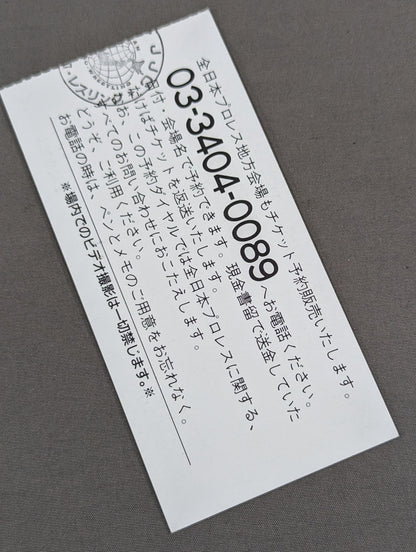 全日本プロレス地方会場もチケット予約販売いたします。
03-3404-0089へお電話ください。
日付・会場名で予約できます。現金書留で送金していた
だけばチケットを返送いたします。
なお、この予約ダイヤルでは全日本プロレスに関する、
すべてのお問い合わせにおこたえします。
どうぞ、ご利用ください。
お電話の時は、ペンとメモのご用意をお忘れなく。
※場内でのビデオ撮影は一切禁じます。※